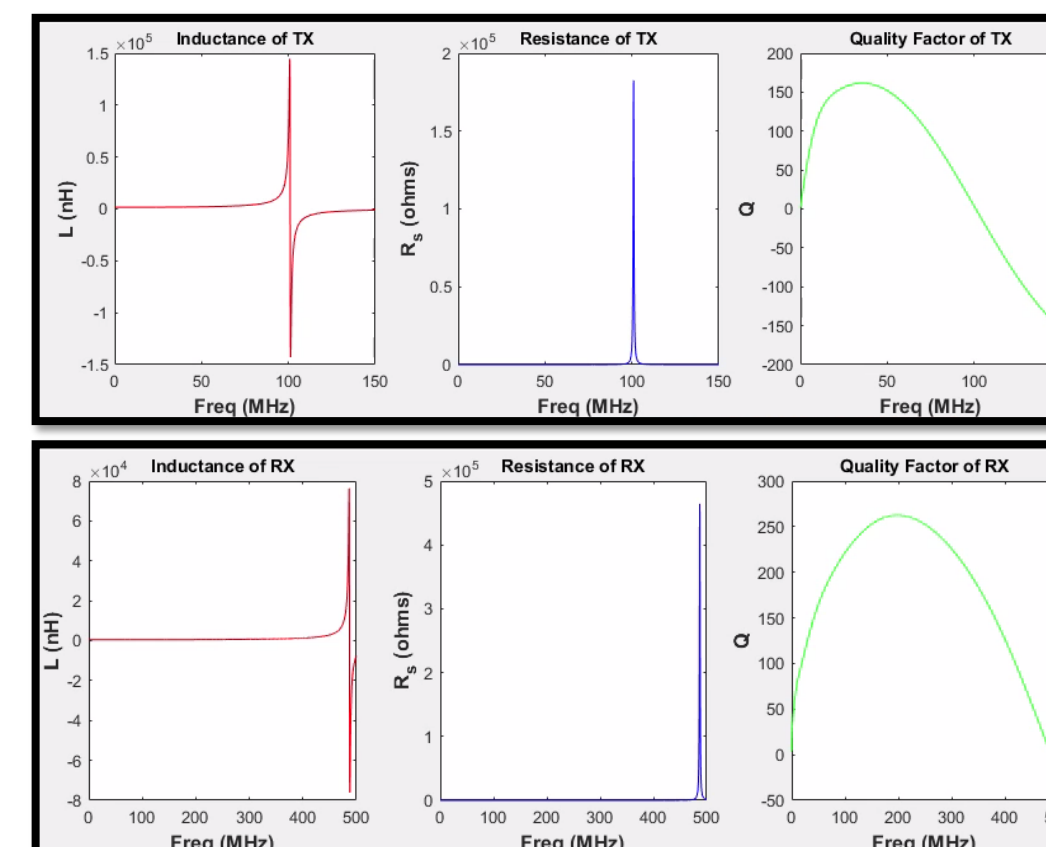 Inductance of TX
×10^5
1.5
1
0.5
0
-0.5
-1
-1.5
L (nH)
0 50 100 150
Freq (MHz)
Resistance of TX
×10^5
2
1.5
1
0.5
0
R_s (ohms)
0 50 100 150
Freq (MHz)
Quality Factor of TX
200
150
100
50
0
-50
-100
-150
-200
Q
0 50 100
Freq (MHz)
Inductance of RX
×10^4
8
6
4
2
0
-2
-4
-6
-8
L (nH)
0 100 200 300 400 500
Freq (MHz)
Resistance of RX
×10^5
5
4
3
2
1
0
R_s (ohms)
0 100 200 300 400 500
Freq (MHz)
Quality Factor of RX
300
250
200
150
100
50
0
-50
Q
0 100 200 300 400
Freq (MHz)